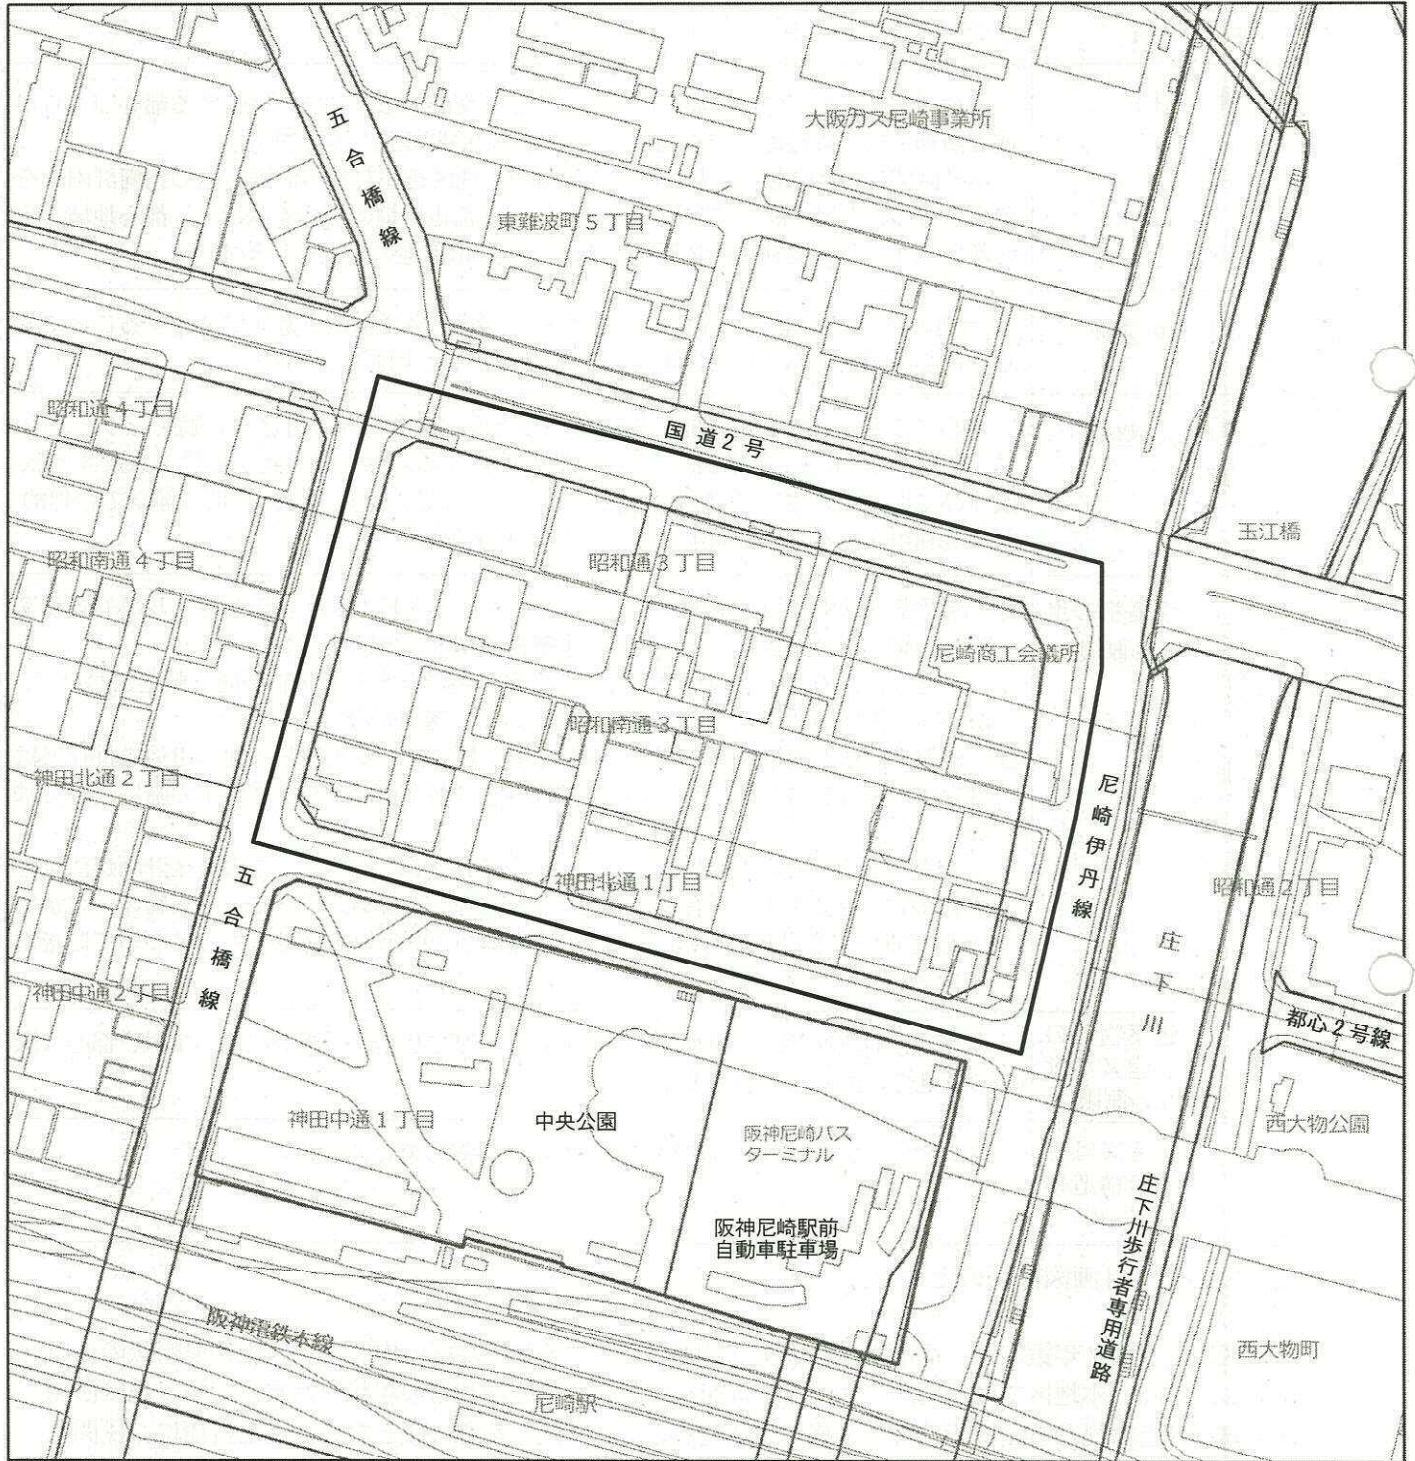 五合橋線
大阪ガス尼崎事業所
東難波町5丁目
昭和通4丁目
国道2号
玉江橋
昭和南通4丁目
昭和通3丁目
尼崎商工会議所
昭和南通3丁目
神田北通2丁目
尼崎伊丹線
五合橋線
神田北通1丁目
昭和通2丁目
庄下川
神田中通2丁目
都心2号線
神田中通1丁目
中央公園
阪神尼崎バス
ターミナル
西大物公園
阪神尼崎駅前
自動車駐車場
庄下川歩行者専用道路
阪神電鉄本線
西大物町
尼崎駅